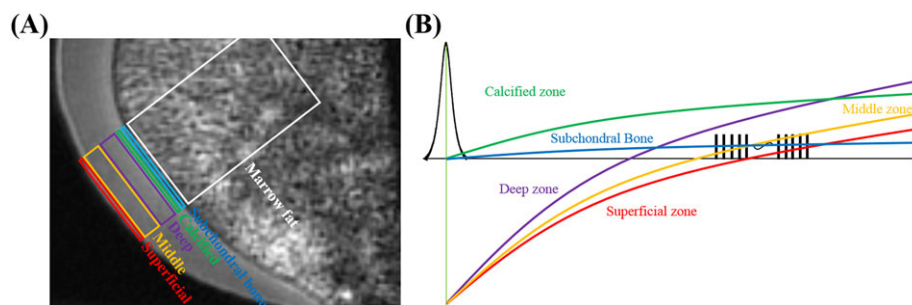 (A)
Marrow fat
Subchondral bone
Calcified
Deep
Middle
Superficial
(B)
Calcified zone
Middle zone
Subchondral Bone
Deep zone
Superficial zone